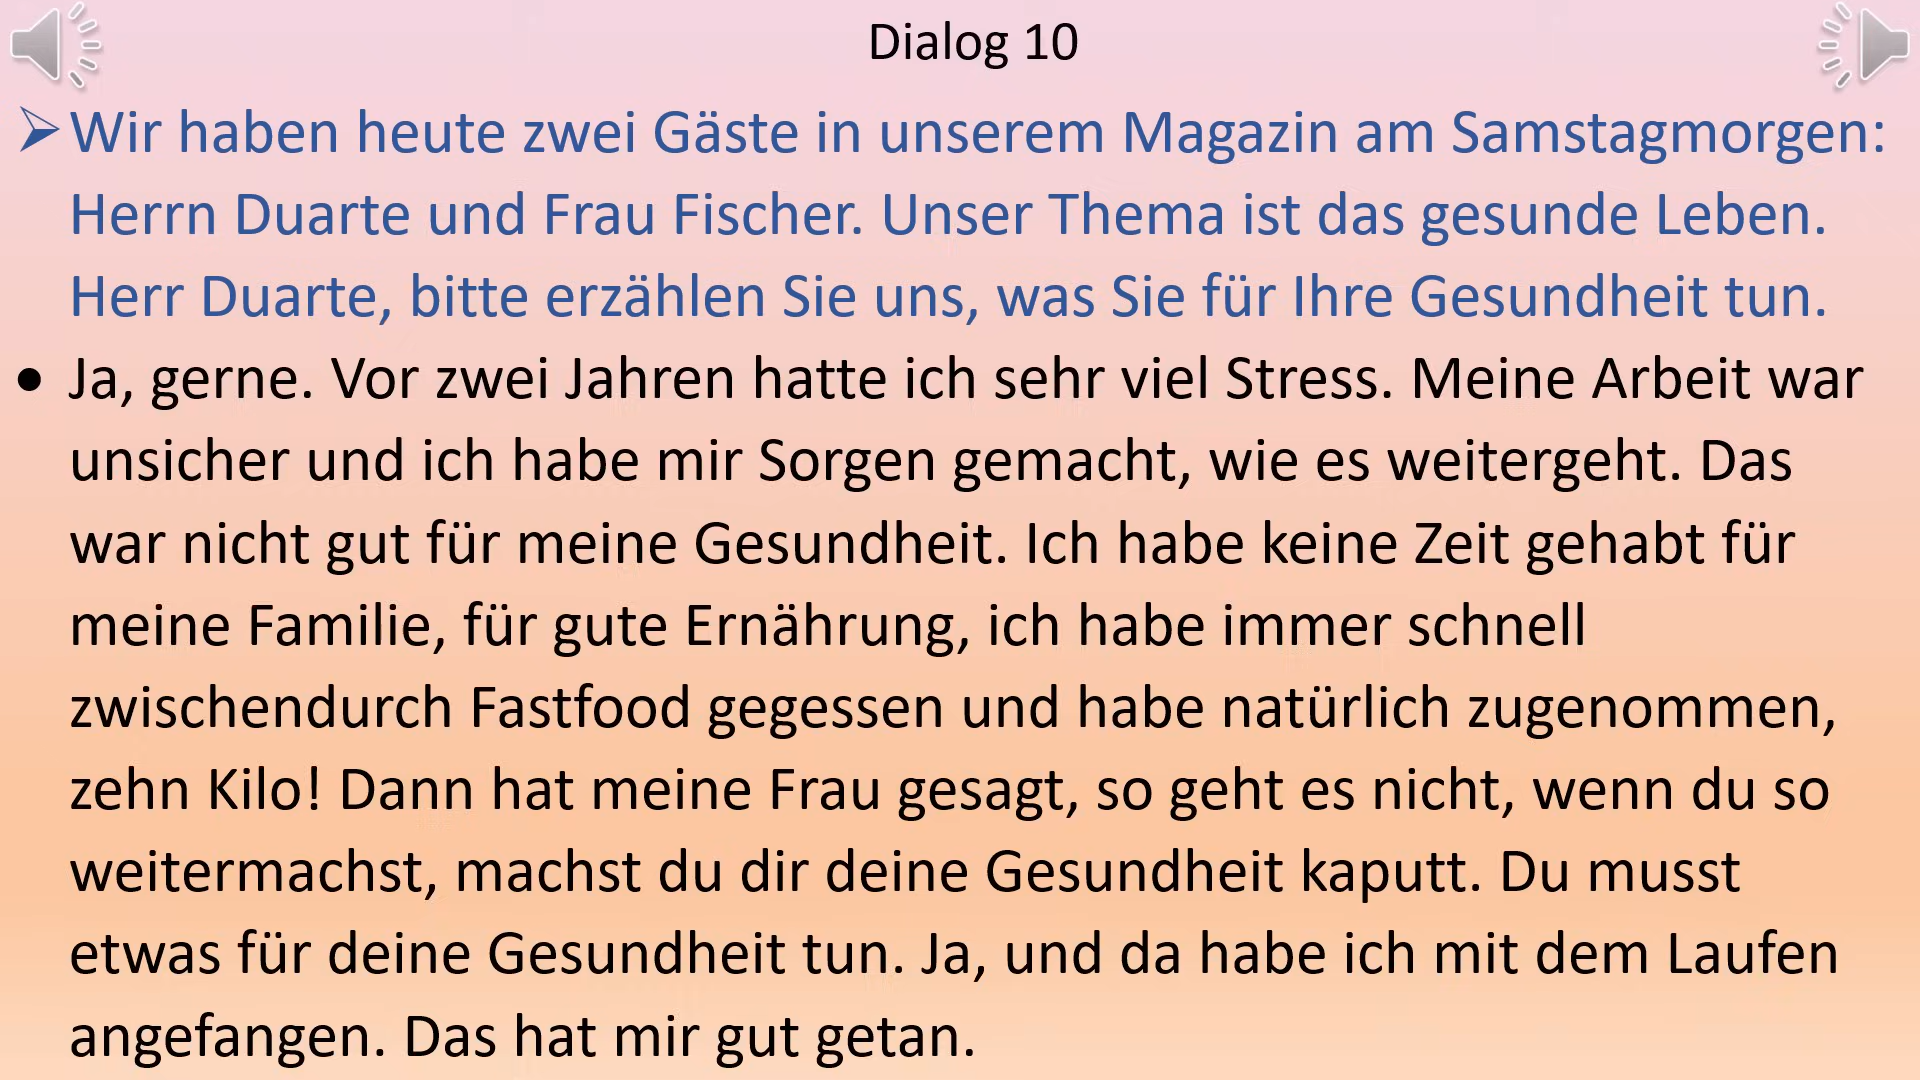 Dialog 10
➢ Wir haben heute zwei Gäste in unserem Magazin am Samstagmorgen:
Herrn Duarte und Frau Fischer. Unser Thema ist das gesunde Leben.
Herr Duarte, bitte erzählen Sie uns, was Sie für Ihre Gesundheit tun.
• Ja, gerne. Vor zwei Jahren hatte ich sehr viel Stress. Meine Arbeit war
unsicher und ich habe mir Sorgen gemacht, wie es weitergeht. Das
war nicht gut für meine Gesundheit. Ich habe keine Zeit gehabt für
meine Familie, für gute Ernährung, ich habe immer schnell
zwischendurch Fastfood gegessen und habe natürlich zugenommen,
zehn Kilo! Dann hat meine Frau gesagt, so geht es nicht, wenn du so
weitermachst, machst du dir deine Gesundheit kaputt. Du musst
etwas für deine Gesundheit tun. Ja, und da habe ich mit dem Laufen
angefangen. Das hat mir gut getan.